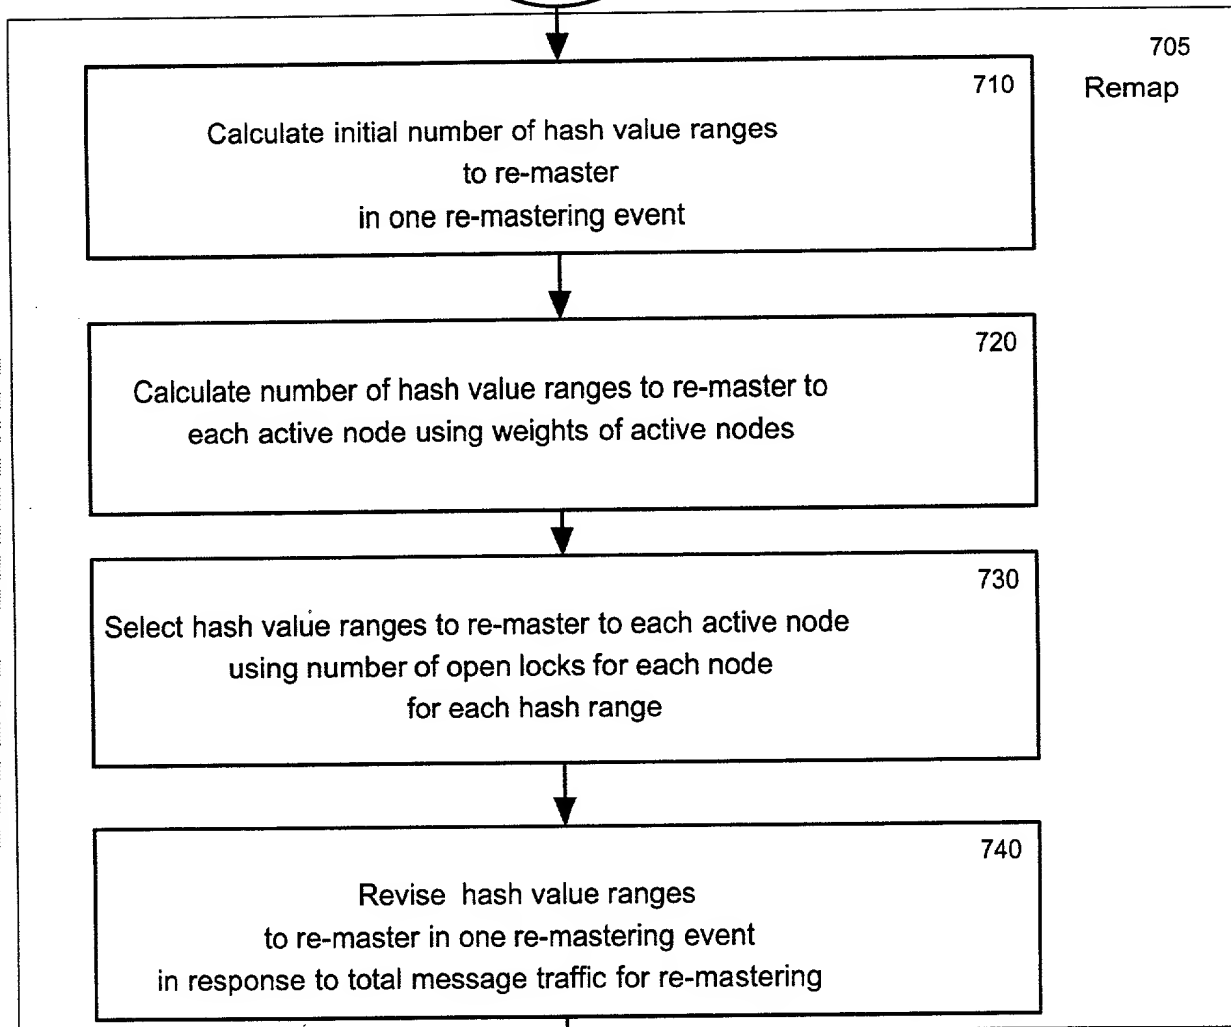 705
Remap
710
Calculate initial number of hash value ranges
to re-master
in one re-mastering event
720
Calculate number of hash value ranges to re-master to
each active node using weights of active nodes
730
Select hash value ranges to re-master to each active node
using number of open locks for each node
for each hash range
740
Revise hash value ranges
to re-master in one re-mastering event
in response to total message traffic for re-mastering